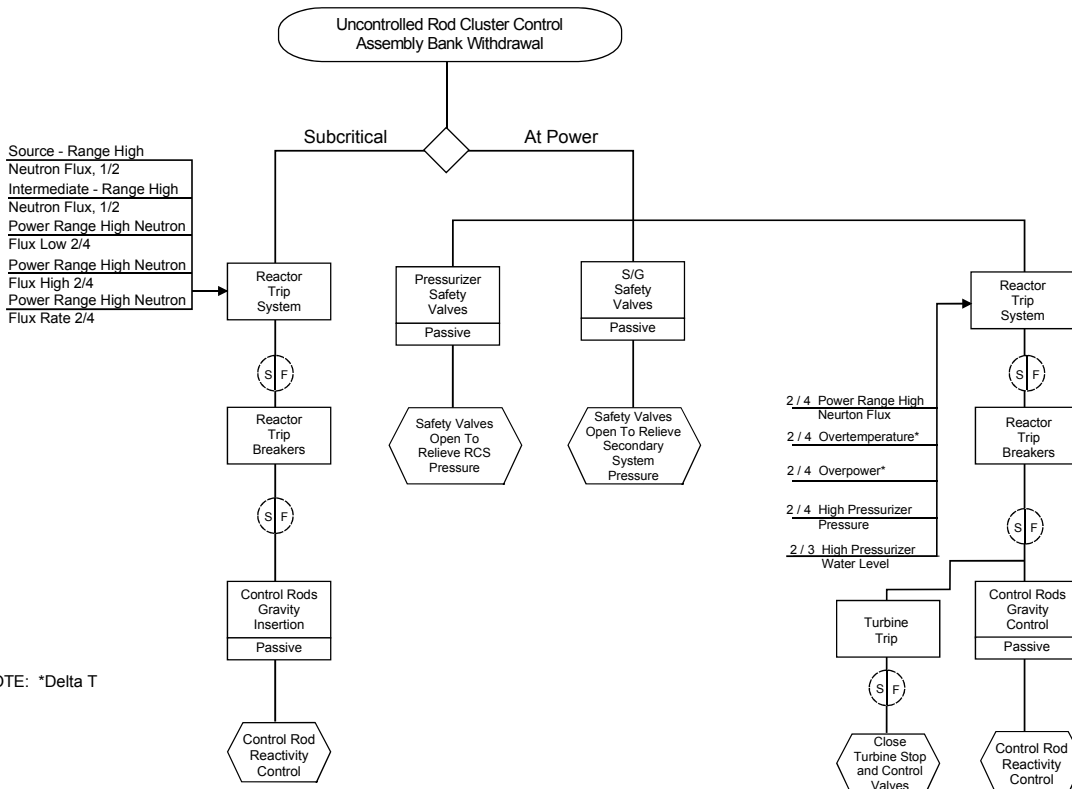 Uncontrolled Rod Cluster Control
Assembly Bank Withdrawal
Subcritical
At Power
Source - Range High
Neutron Flux, 1/2
Intermediate - Range High
Neutron Flux, 1/2
Power Range High Neutron
Flux Low 2/4
Power Range High Neutron
Flux High 2/4
Power Range High Neutron
Flux Rate 2/4
Reactor
Trip
System
S F
Reactor
Trip
Breakers
S F
Control Rods
Gravity
Insertion
Passive
Control Rod
Reactivity
Control
Pressurizer
Safety
Valves
Passive
Safety Valves
Open To
Relieve RCS
Pressure
S/G
Safety
Valves
Passive
Safety Valves
Open To Relieve
Secondary
System
Pressure
Reactor
Trip
System
S F
2 / 4 Power Range High
Neurton Flux
2 / 4 Overtemperature*
2 / 4 Overpower*
2 / 4 High Pressurizer
Pressure
2 / 3 High Pressurizer
Water Level
Reactor
Trip
Breakers
S F
Turbine
Trip
S F
Close
Turbine Stop
and Control
Valves
Control Rods
Gravity
Control
Passive
Control Rod
Reactivity
Control
OTE: *Delta T